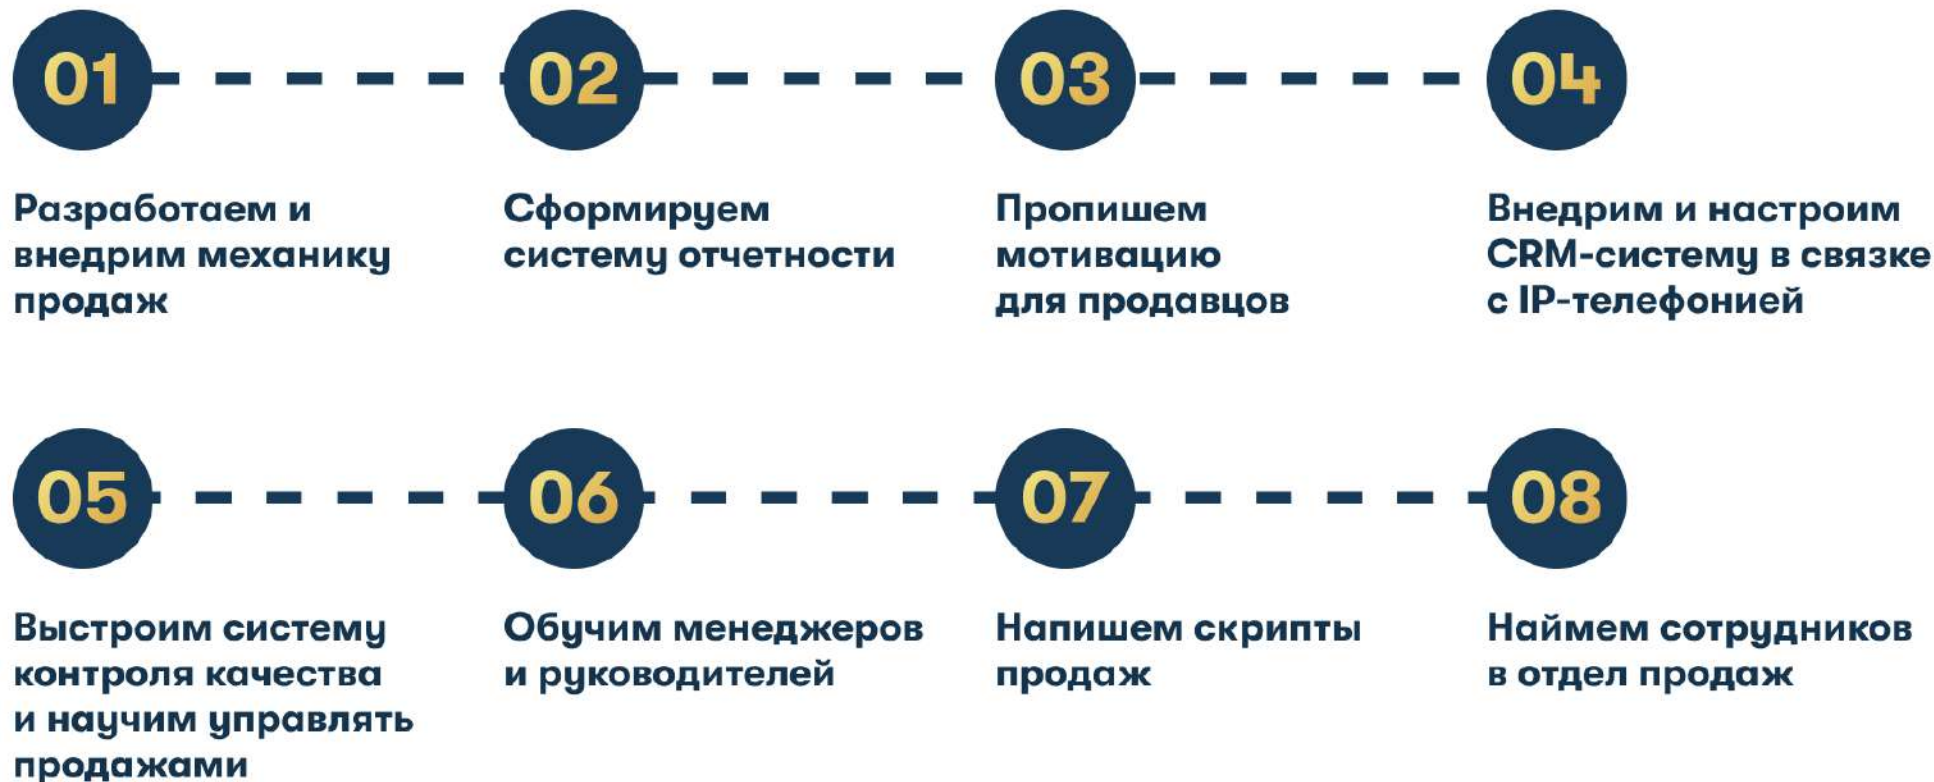 01
02
03
04
Разработаем и
внедрим механику
продаж
Сформируем
систему отчетности
Пропишем
мотивацию
для продавцов
Внедрим и настроим
CRM-систему в связке
с IP-телефонией
05
06
07
08
Выстроим систему
контроля качества
и научим управлять
продажами
Обучим менеджеров
и руководителей
Напишем скрипты
продаж
Наймем сотрудников
в отдел продаж